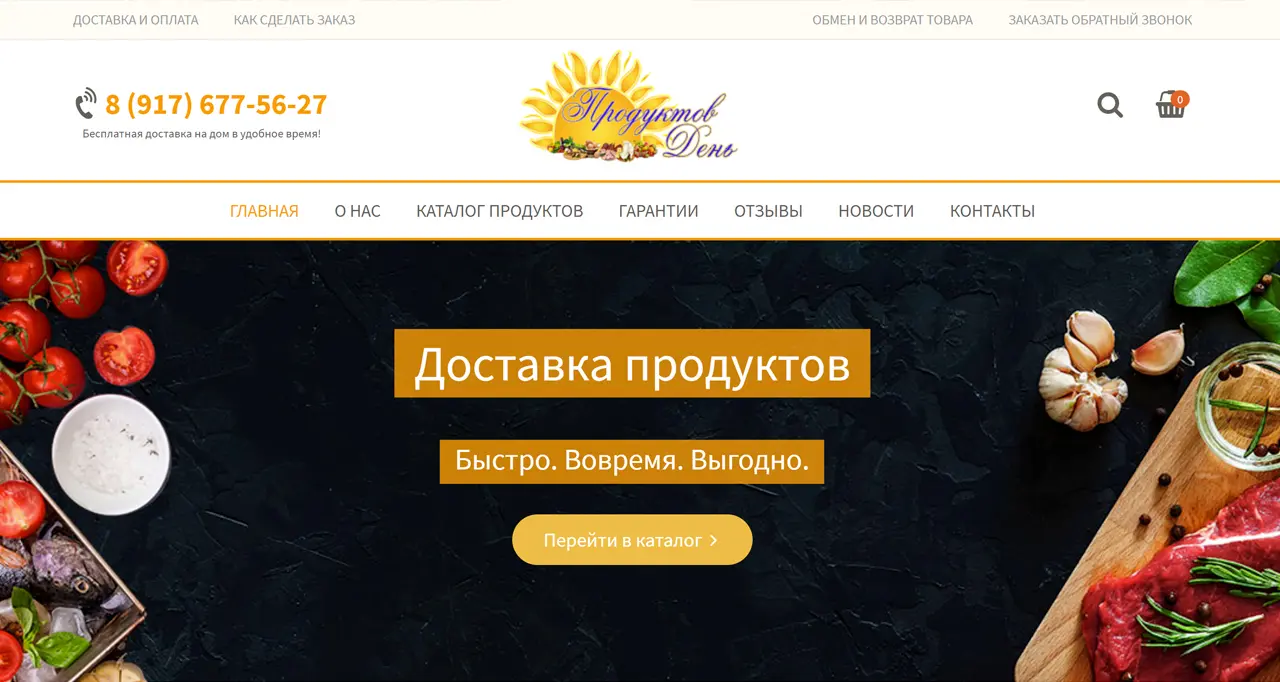 ДОСТАВКА И ОПЛАТА КАК СДЕЛАТЬ ЗАКАЗ ОБМЕН И ВОЗВРАТ ТОВАРА ЗАКАЗАТЬ ОБРАТНЫЙ ЗВОНОК
8 (917) 677-56-27
Бесплатная доставка на дом в удобное время!
Продуктов
День
0
ГЛАВНАЯ О НАС КАТАЛОГ ПРОДУКТОВ ГАРАНТИИ ОТЗЫВЫ НОВОСТИ КОНТАКТЫ
Доставка продуктов
Быстро. Вовремя. Выгодно.
Перейти в каталог